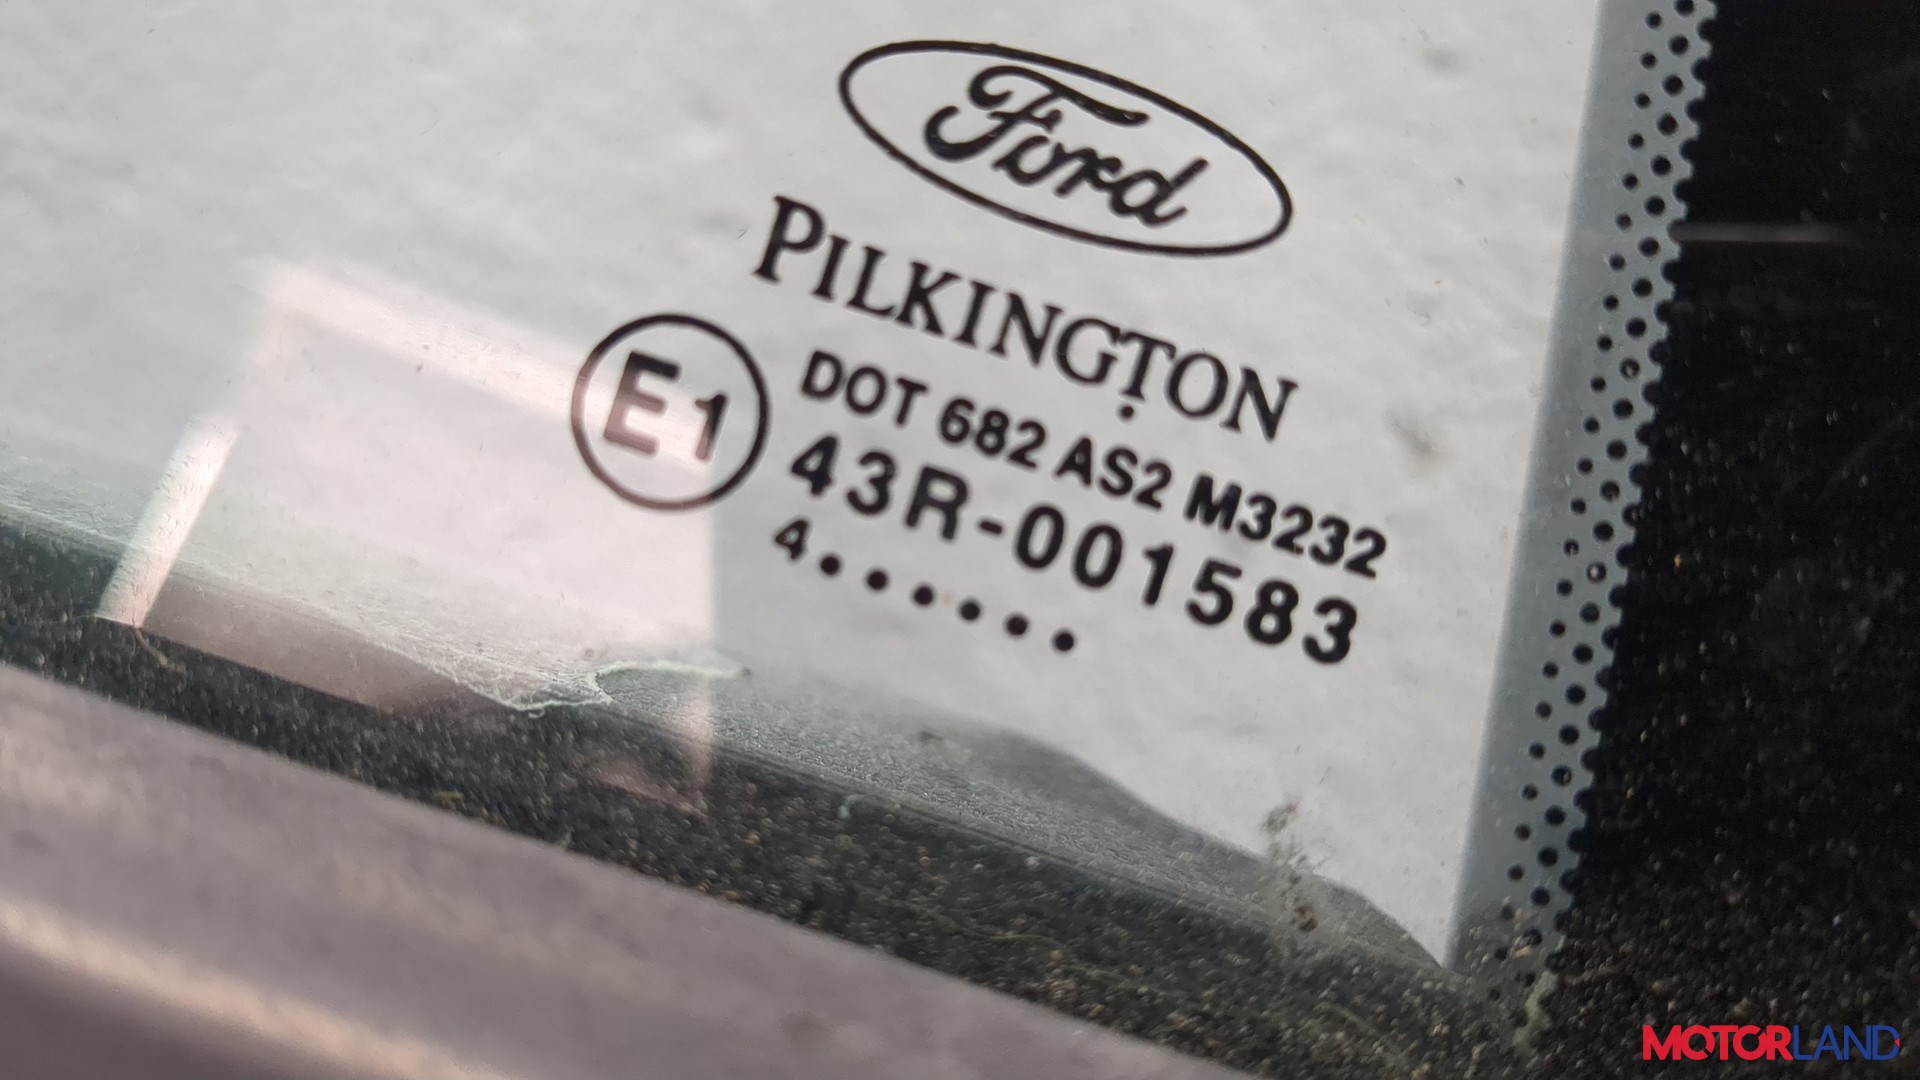 Ford
PILKINGTON
E1
DOT 682 AS2 M3232
43R-001583
4••••••
MOTORLAND